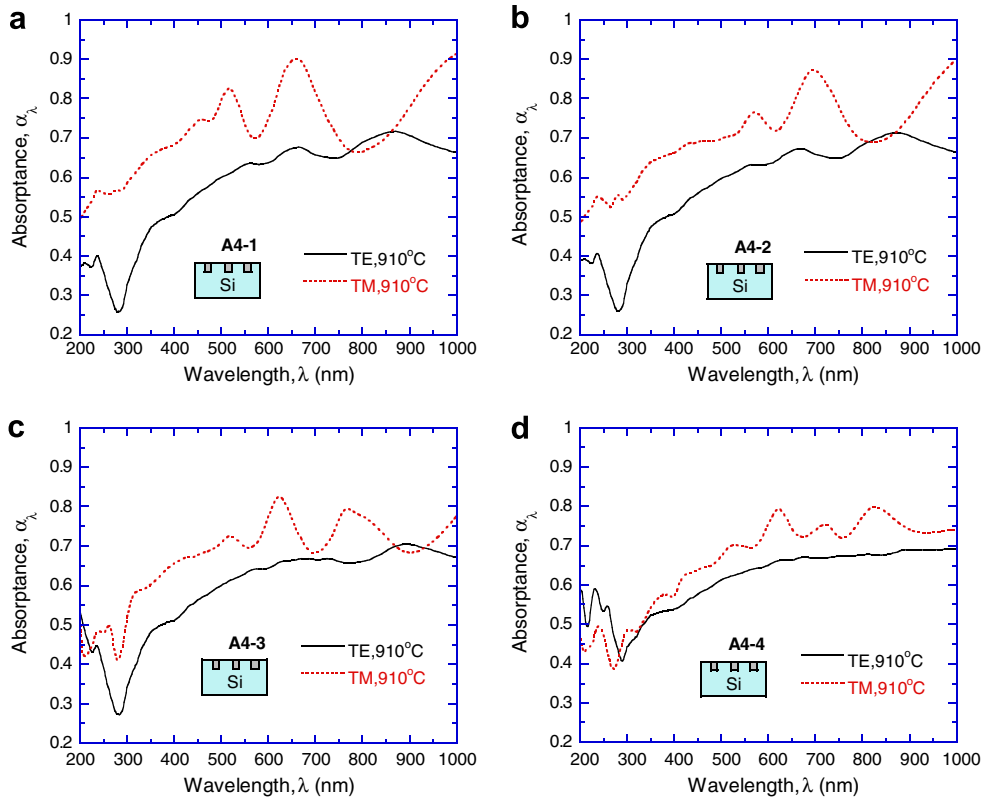 a
1
0.9
0.8
0.7
0.6
0.5
0.4
0.3
0.2
Absorptance, αλ
A4-1
Si
TE,910°C
TM,910°C
200 300 400 500 600 700 800 900 1000
Wavelength, λ (nm)
b
1
0.9
0.8
0.7
0.6
0.5
0.4
0.3
0.2
Absorptance, αλ
A4-2
Si
TE,910°C
TM,910°C
200 300 400 500 600 700 800 900 1000
Wavelength, λ (nm)
c
1
0.9
0.8
0.7
0.6
0.5
0.4
0.3
0.2
Absorptance, αλ
A4-3
Si
TE,910°C
TM,910°C
200 300 400 500 600 700 800 900 1000
Wavelength, λ (nm)
d
1
0.9
0.8
0.7
0.6
0.5
0.4
0.3
0.2
Absorptance, αλ
A4-4
Si
TE,910°C
TM,910°C
200 300 400 500 600 700 800 900 1000
Wavelength, λ (nm)